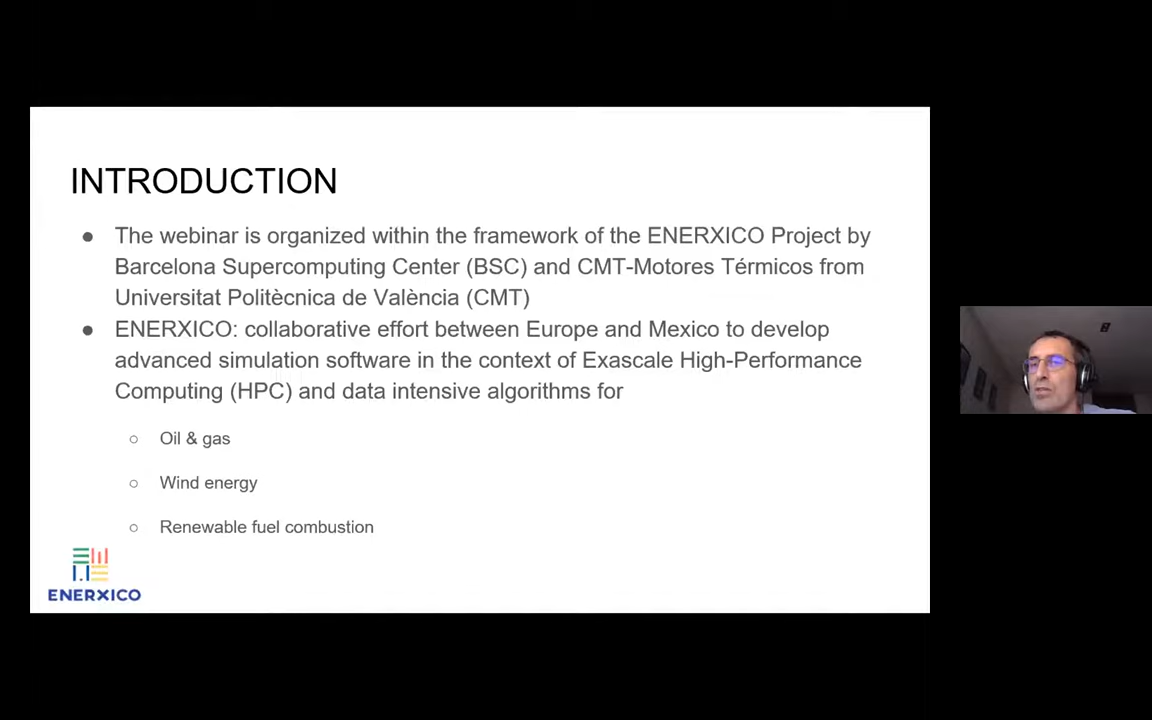 INTRODUCTION
● The webinar is organized within the framework of the ENERXICO Project by
Barcelona Supercomputing Center (BSC) and CMT-Motores Térmicos from
Universitat Politècnica de València (CMT)
● ENERXICO: collaborative effort between Europe and Mexico to develop
advanced simulation software in the context of Exascale High-Performance
Computing (HPC) and data intensive algorithms for
○ Oil & gas
○ Wind energy
○ Renewable fuel combustion
ENERXICO